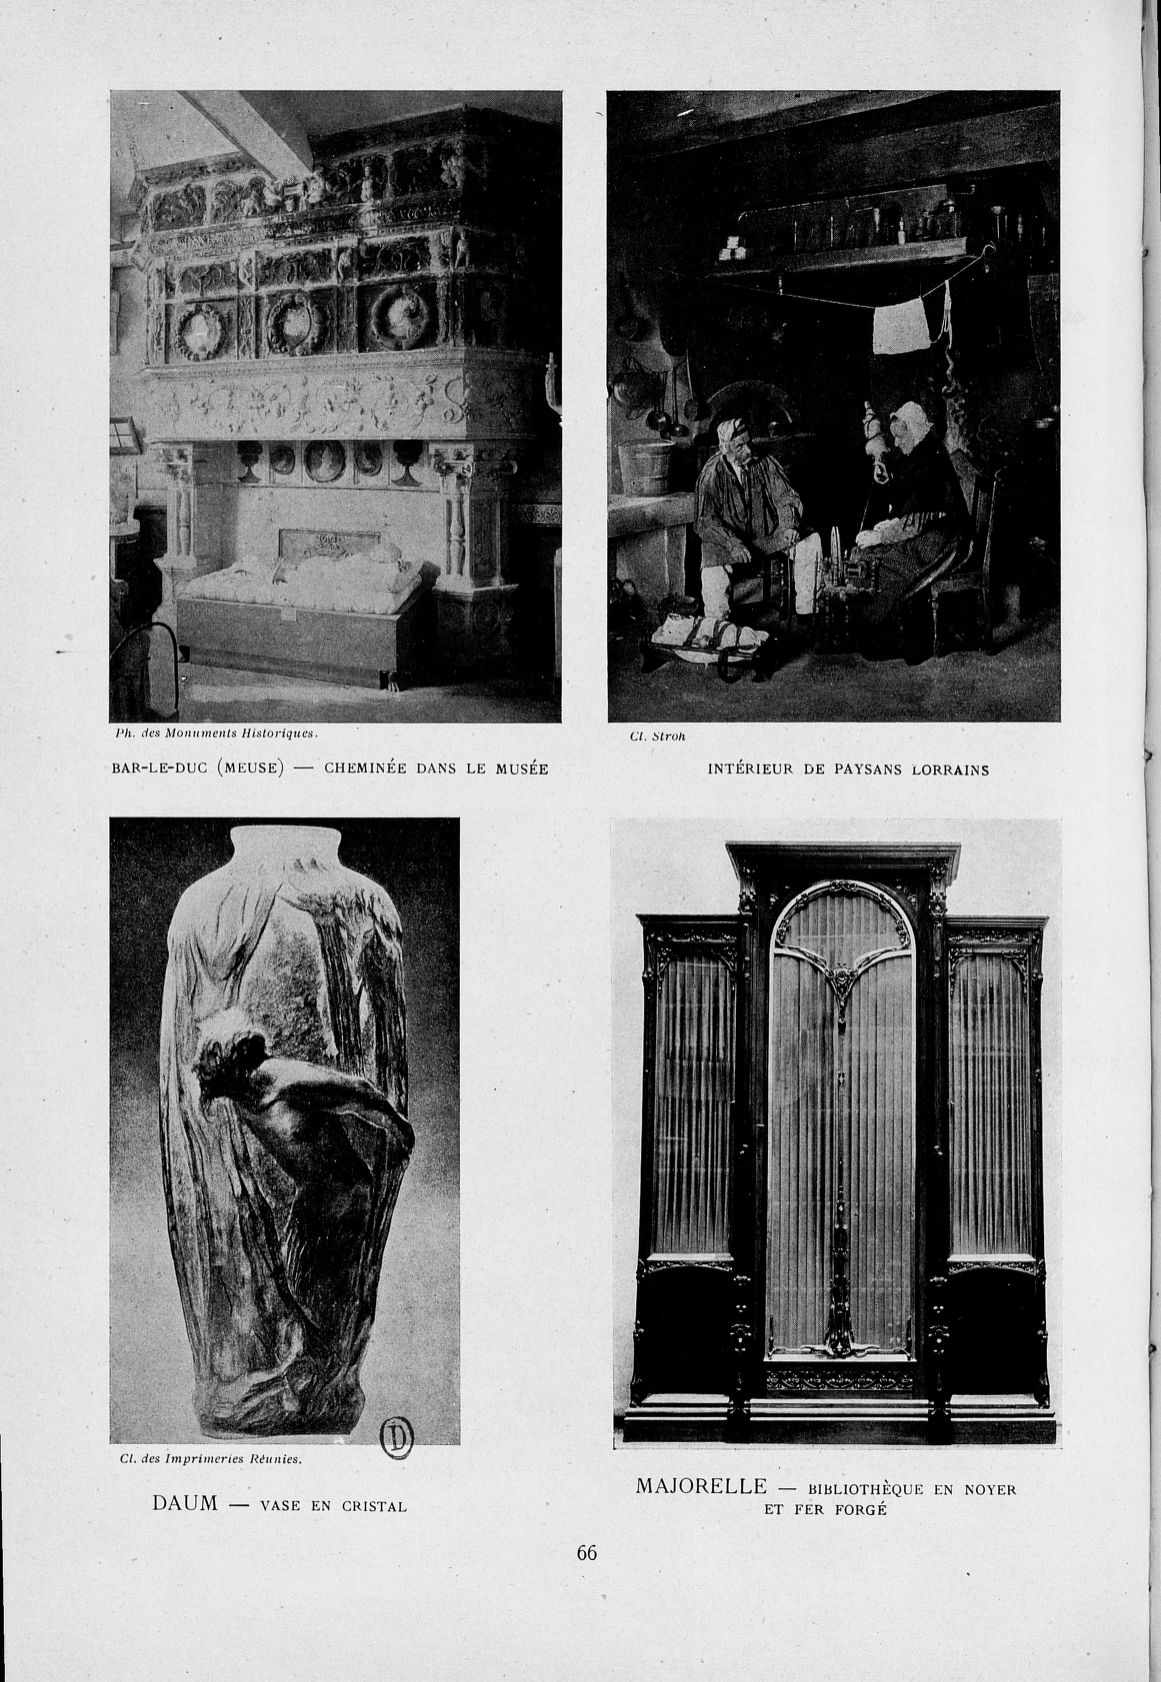 Ph. des Monuments Historiques.
BAR-LE-DUC (MEUSE) — CHEMINÉE DANS LE MUSÉE
Cl. Stroh
INTÉRIEUR DE PAYSANS LORRAINS
D
Cl. des Imprimeries Réunies.
DAUM — VASE EN CRISTAL
MAJORELLE — BIBLIOTHÈQUE EN NOYER
ET FER FORGÉ
66